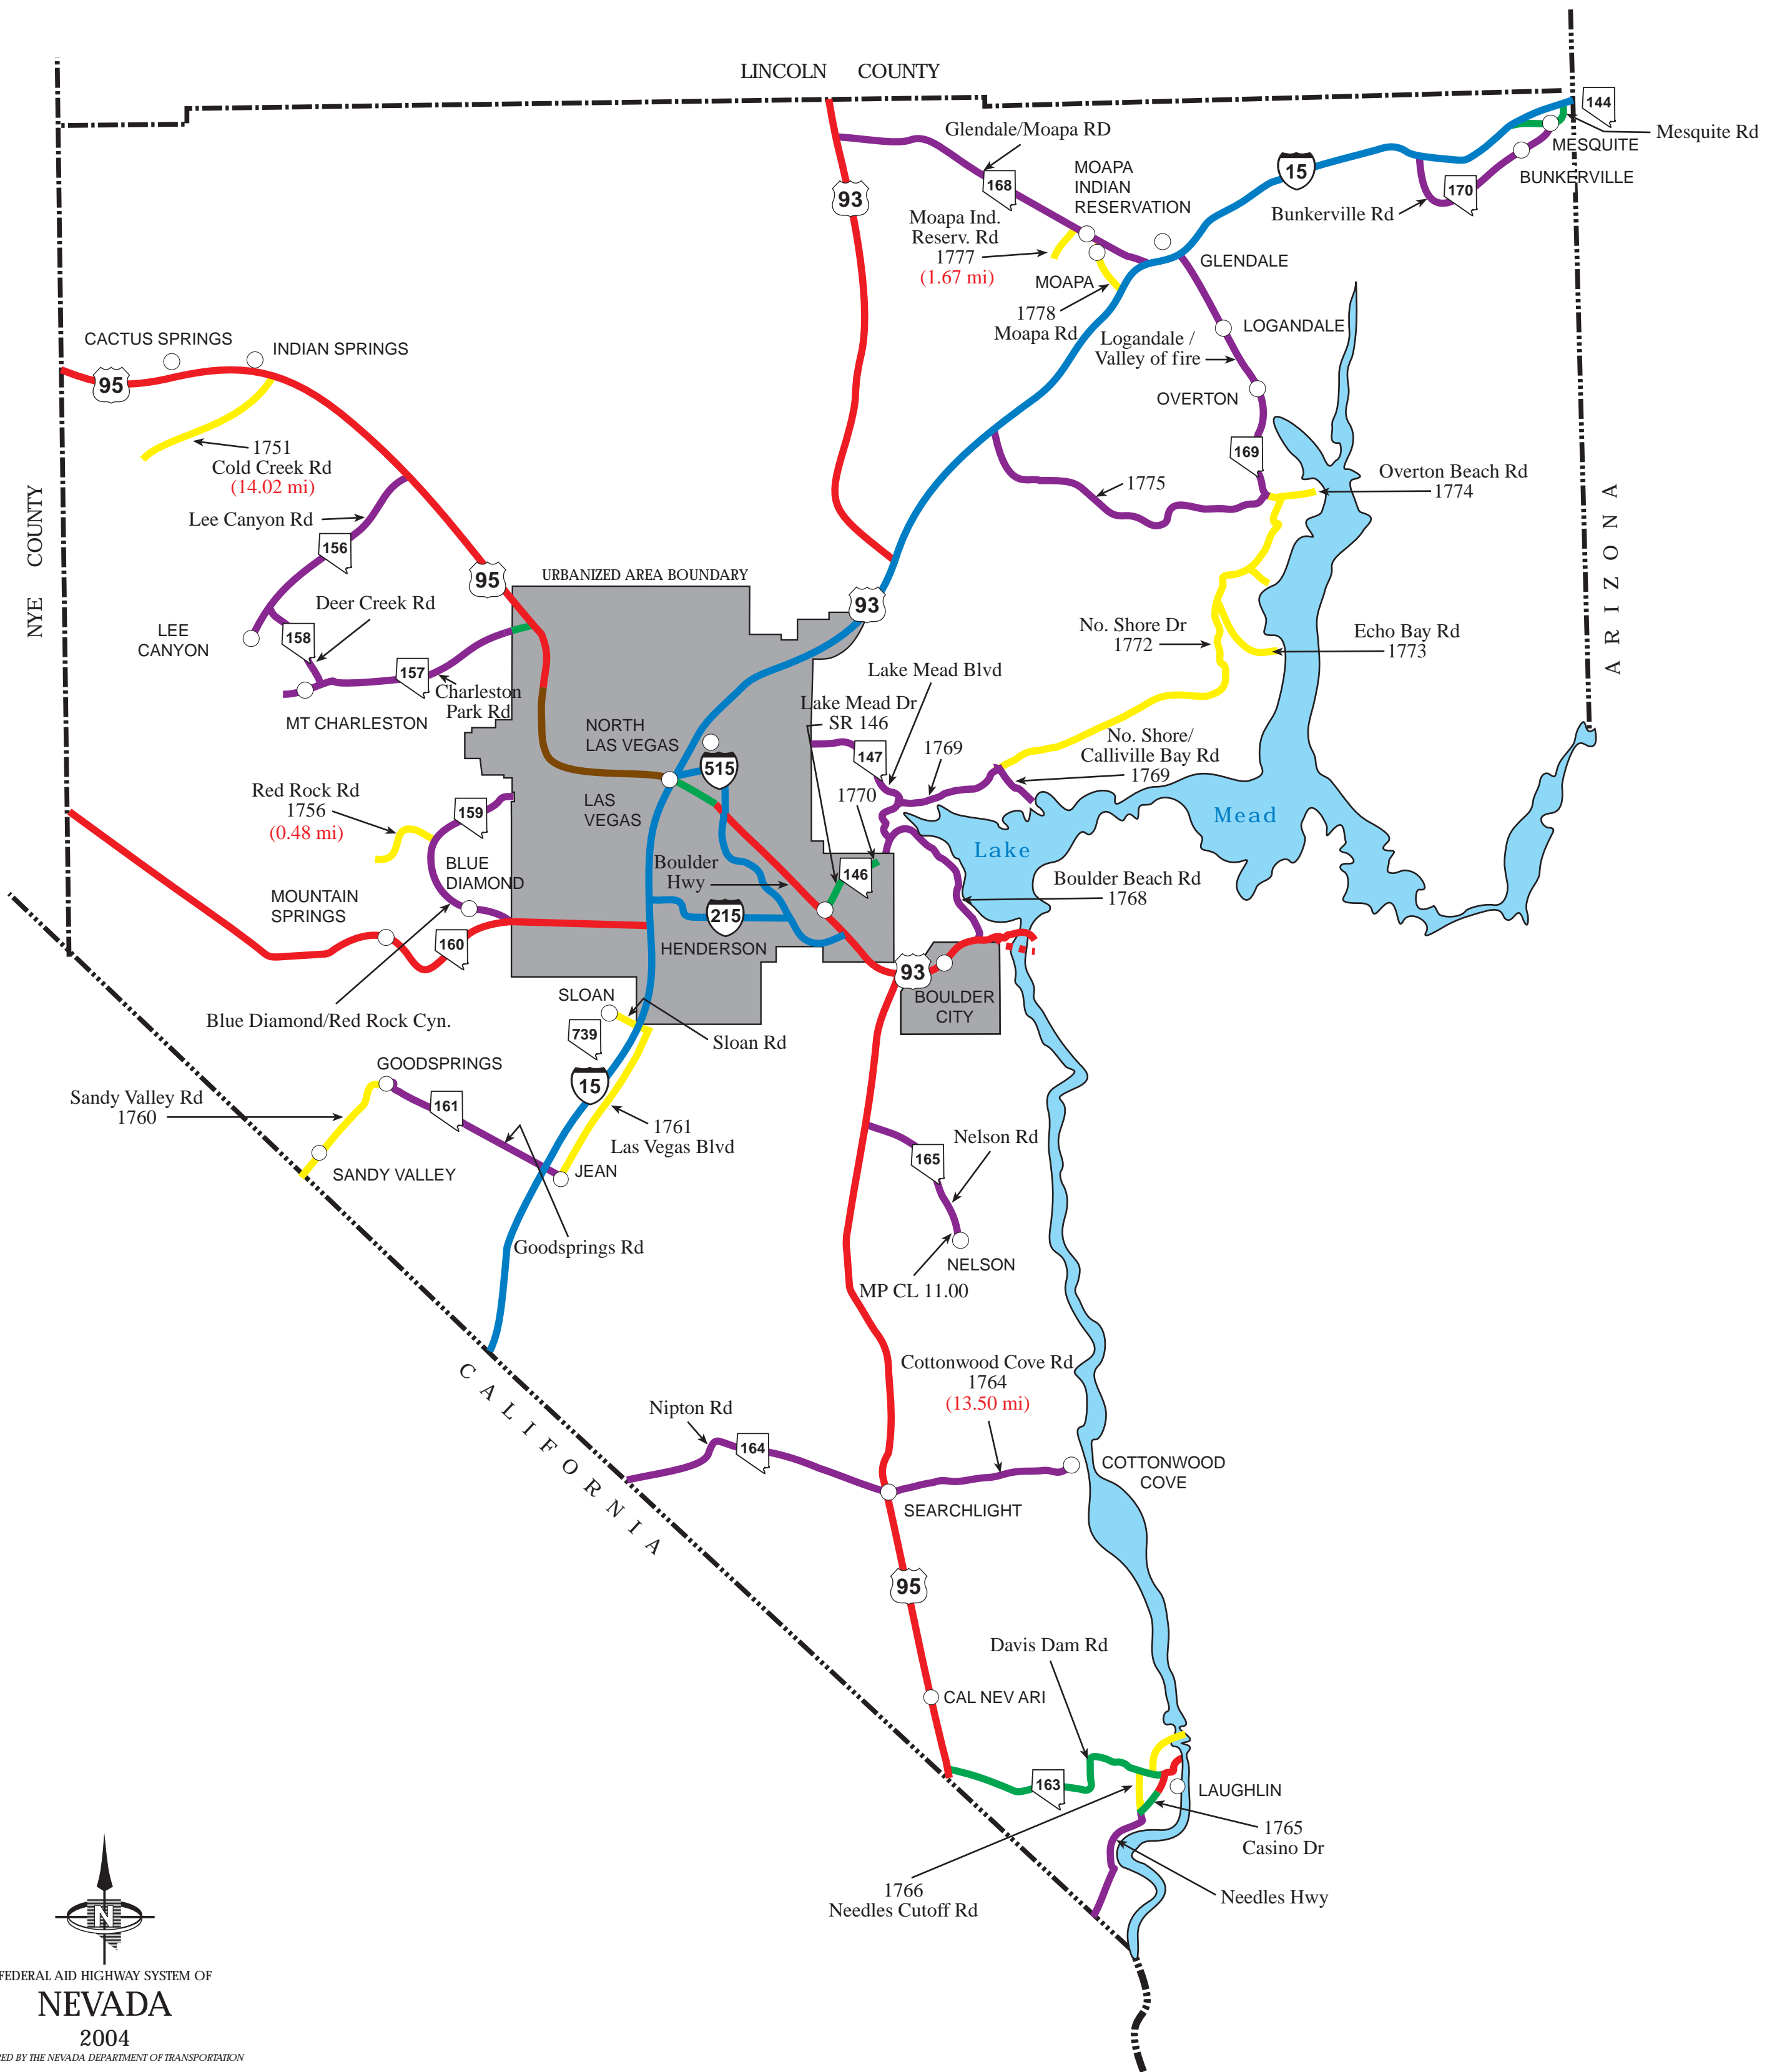 LINCOLN COUNTY
144
Mesquite Rd
MESQUITE
BUNKERVILLE
170
Bunkerville Rd
15
Glendale/Moapa RD
93
168
MOAPA
INDIAN
RESERVATION
Moapa Ind.
Reserv. Rd
1777
(1.67 mi)
MOAPA
GLENDALE
1778
Moapa Rd
Logandale /
Valley of fire
LOGANDALE
OVERTON
169
Overton Beach Rd
1774
1775
ARIZONA
CACTUS SPRINGS
INDIAN SPRINGS
95
1751
Cold Creek Rd
(14.02 mi)
Lee Canyon Rd
156
NYE COUNTY
95
URBANIZED AREA BOUNDARY
93
Deer Creek Rd
LEE
CANYON
158
157
Charleston
Park Rd
MT CHARLESTON
No. Shore Dr
1772
Echo Bay Rd
1773
Lake Mead Blvd
Lake Mead Dr
SR 146
147
1769
No. Shore/
Calliville Bay Rd
1769
1770
NORTH
LAS VEGAS
515
LAS
VEGAS
Red Rock Rd
1756
(0.48 mi)
159
BLUE
DIAMOND
Lake Mead
Boulder
Hwy
146
Boulder Beach Rd
1768
MOUNTAIN
SPRINGS
160
215
HENDERSON
93
BOULDER
CITY
Blue Diamond/Red Rock Cyn.
SLOAN
739
Sloan Rd
GOODSPRINGS
15
Sandy Valley Rd
1760
161
1761
Las Vegas Blvd
SANDY VALLEY
JEAN
Goodsprings Rd
165
Nelson Rd
NELSON
MP CL 11.00
CALIFORNIA
Cottonwood Cove Rd
1764
(13.50 mi)
Nipton Rd
164
COTTONWOOD
COVE
SEARCHLIGHT
95
Davis Dam Rd
CAL NEV ARI
163
LAUGHLIN
1765
Casino Dr
1766
Needles Cutoff Rd
Needles Hwy
N
FEDERAL AID HIGHWAY SYSTEM OF
NEVADA
2004
BY THE NEVADA DEPARTMENT OF TRANSPORTATION